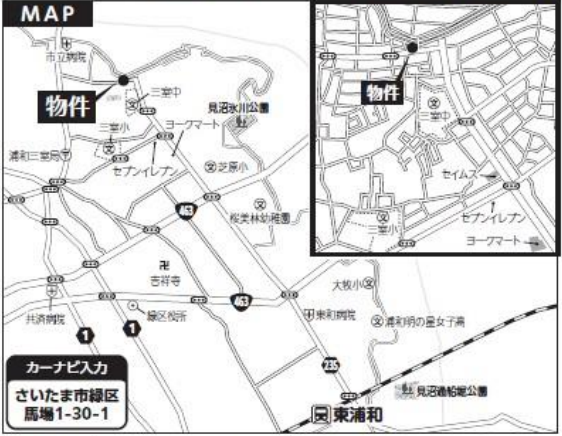 MAP
市立病院
物件
三室中
見沼氷川公園
三室小
ヨークマート
浦和三室局
セブンイレブン
芝原小
463
桜美林幼稚園
卍
吉祥寺
大牧小
463
共済病院
緑区役所
東和病院
浦和明の星女子高
1
1
235
カーナビ入力
さいたま市緑区
馬場1-30-1
見沼通船堀公園
東浦和
物件
三室中
セイムス
セブンイレブン
三室小
ヨークマート